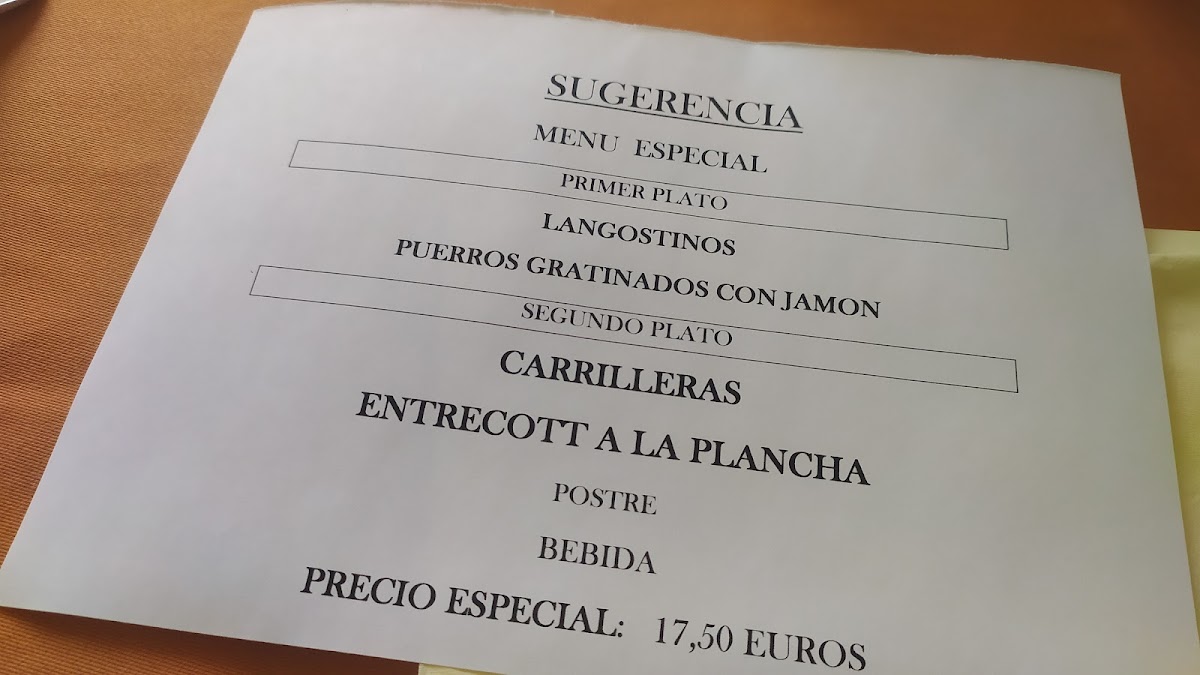 SUGERENCIA
MENU ESPECIAL
PRIMER PLATO
LANGOSTINOS
PUERROS GRATINADOS CON JAMON
SEGUNDO PLATO
CARRILLERAS
ENTRECOTT A LA PLANCHA
POSTRE
BEBIDA
PRECIO ESPECIAL: 17,50 EUROS